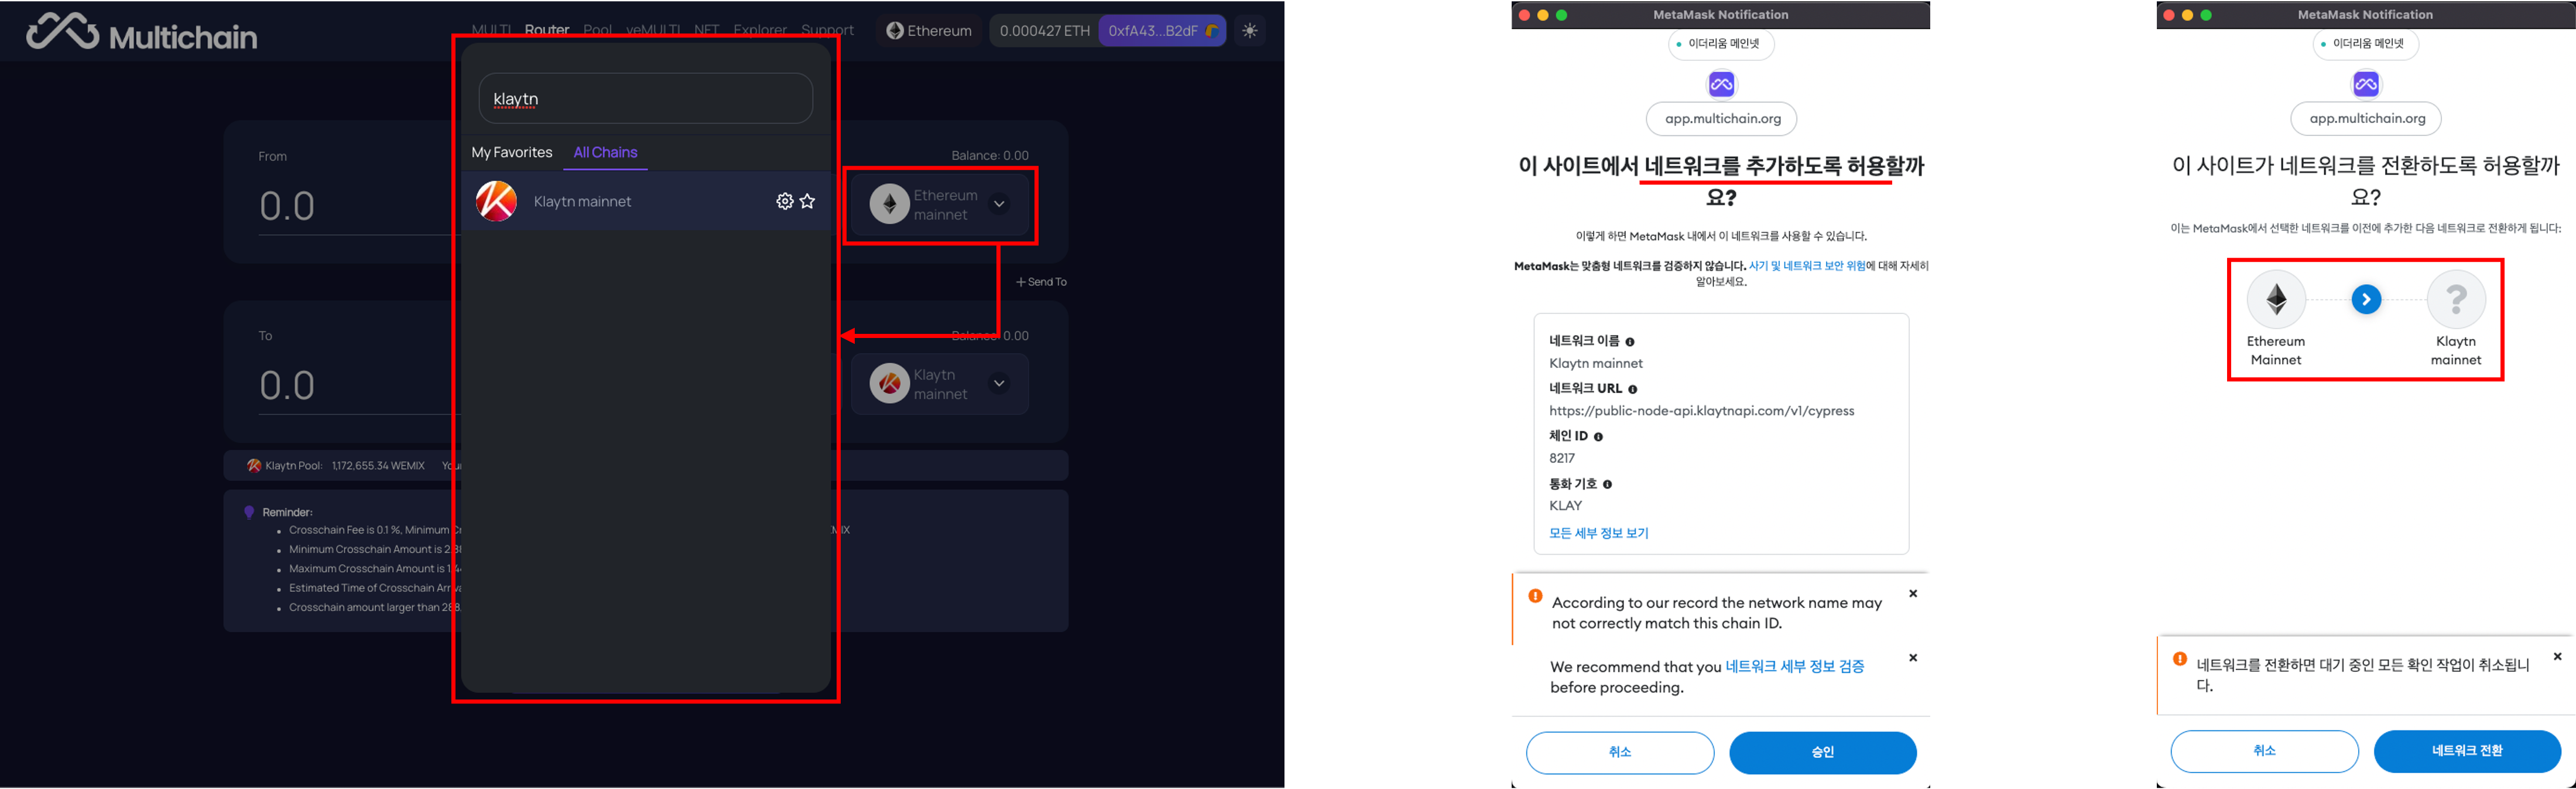 Multichain
MULTI Router Pool veMULTI NFT Explorer Support
Ethereum
0.000427 ETH 0xfA43...B2dF
klaytn
My Favorites All Chains
Klaytn mainnet
From
Balance: 0.00
0.0
Ethereum
mainnet
Send To
To
Balance: 0.00
0.0
Klaytn
mainnet
Klaytn Pool: 1,172,655.34 WEMIX
Reminder:
Crosschain Fee is 0.1 %, Minimum
Minimum Crosschain Amount is
Maximum Crosschain Amount is
Estimated Time of Crosschain
Crosschain amount larger than
MetaMask Notification
이더리움 메인넷
app.multichain.org
이 사이트에서 네트워크를 추가하도록 허용할까
요?
이렇게 하면 MetaMask 내에서 이 네트워크를 사용할 수 있습니다.
MetaMask는 맞춤형 네트워크를 검증하지 않습니다. 사기 및 네트워크 보안 위험에 대해 자세히
알아보세요.
네트워크 이름
Klaytn mainnet
네트워크 URL
https://public-node-api.klaytnapi.com/v1/cypress
체인 ID
8217
통화 기호
KLAY
모든 세부 정보 보기
According to our record the network name may
not correctly match this chain ID.
We recommend that you 네트워크 세부 정보 검증
before proceeding.
취소
승인
MetaMask Notification
이더리움 메인넷
app.multichain.org
이 사이트가 네트워크를 전환하도록 허용할까
요?
이는 MetaMask에서 선택한 네트워크를 이전에 추가한 다음 네트워크로 전환하게 됩니다:
Ethereum
Mainnet
?
Klaytn
mainnet
네트워크를 전환하면 대기 중인 모든 확인 작업이 취소됩니
다.
취소
네트워크 전환